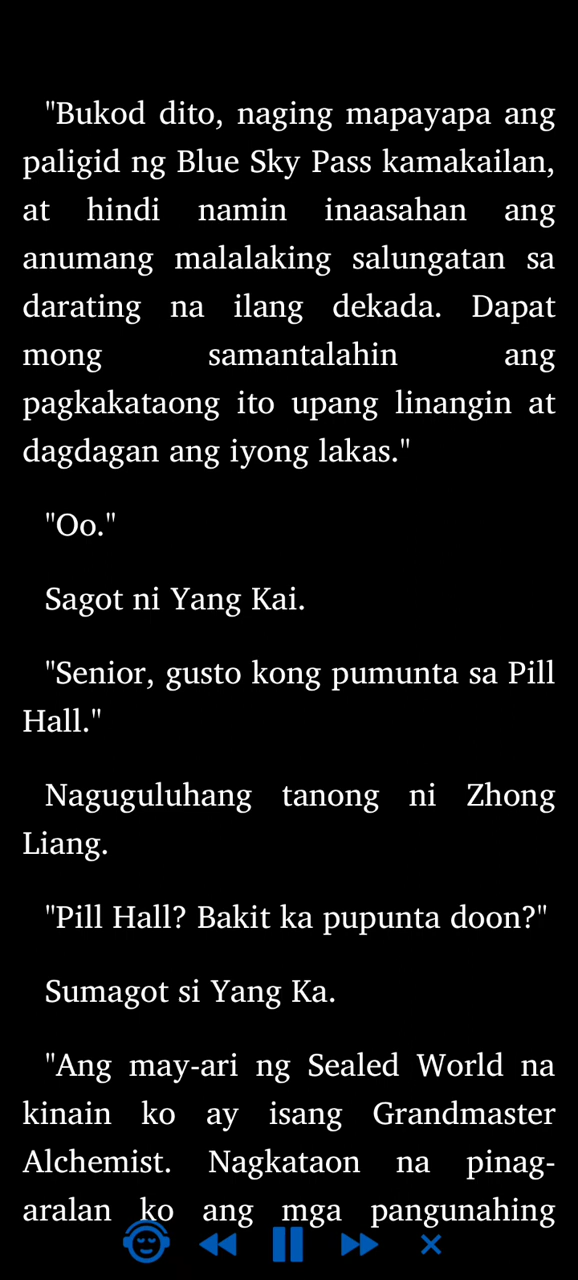 "Bukod dito, naging mapayapa ang
paligid ng Blue Sky Pass kamakailan,
at hindi namin inaasahan ang
anumang malalaking salungatan sa
darating na ilang dekada. Dapat
mong samantalahin ang
pagkakataong ito upang linangin at
dagdagan ang iyong lakas."
"Oo."
Sagot ni Yang Kai.
"Senior, gusto kong pumunta sa Pill
Hall."
Naguguluhang tanong ni Zhong
Liang.
"Pill Hall? Bakit ka pupunta doon?"
Sumagot si Yang Ka.
"Ang may-ari ng Sealed World na
kinain ko ay isang Grandmaster
Alchemist. Nagkataon na pinag-
aralan ko ang mga pangunahing